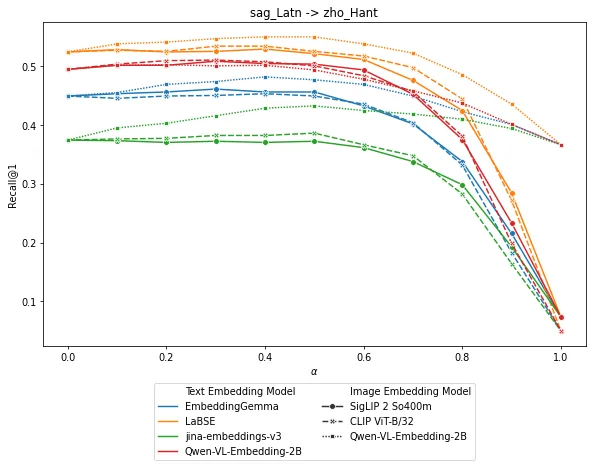 sag_Latn -> zho_Hant
Recall@1
0.5
0.4
0.3
0.2
0.1
0.0 0.2 0.4 0.6 0.8 1.0
α
Text Embedding Model Image Embedding Model
EmbeddingGemma SigLIP 2 So400m
LaBSE CLIP ViT-B/32
jina-embeddings-v3 Qwen-VL-Embedding-2B
Qwen-VL-Embedding-2B